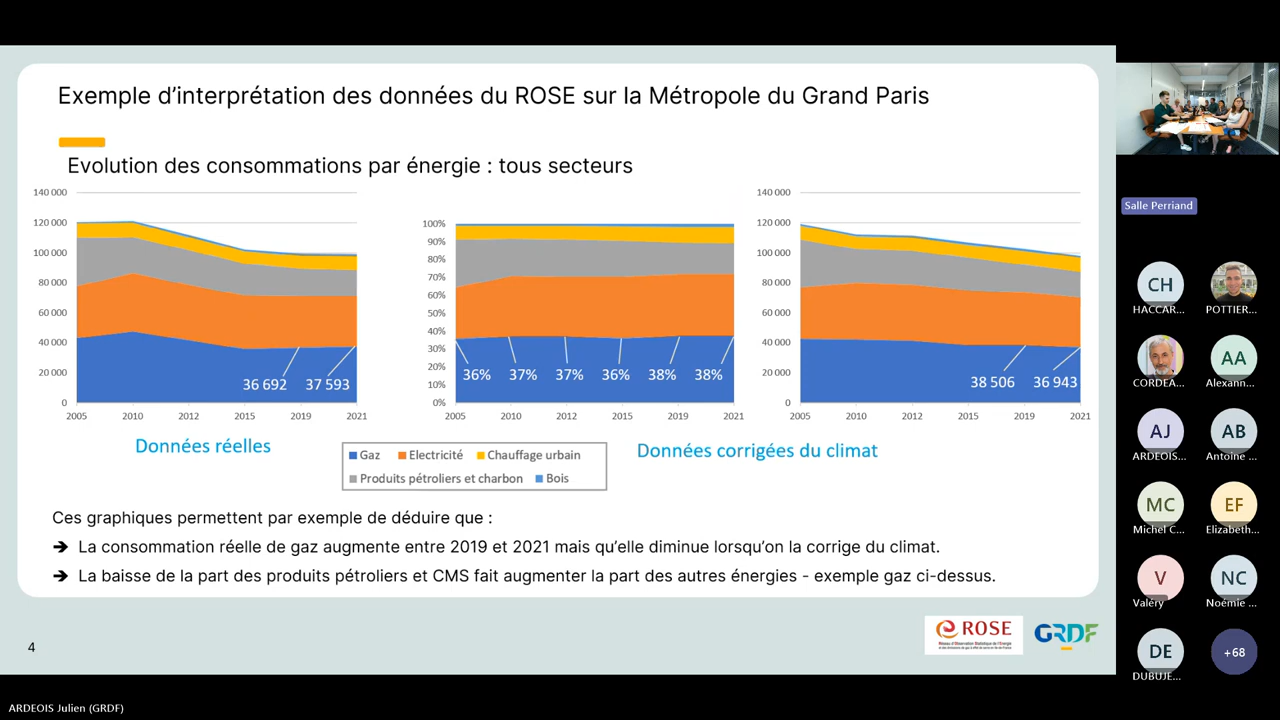 Exemple d’interprétation des données du ROSE sur la Métropole du Grand Paris
Evolution des consommations par énergie : tous secteurs
140 000
120 000
100 000
80 000
60 000
40 000
20 000
0
36 692
37 593
2005 2010 2012 2015 2019 2021
Données réelles
100%
90%
80%
70%
60%
50%
40%
30%
20%
10%
0%
36% 37% 37% 36% 38% 38%
2005 2010 2012 2015 2019 2021
140 000
120 000
100 000
80 000
60 000
40 000
20 000
0
38 506
36 943
2005 2010 2012 2015 2019 2021
Données corrigées du climat
Gaz Electricité Chauffage urbain
Produits pétroliers et charbon Bois
Ces graphiques permettent par exemple de déduire que :
➔ La consommation réelle de gaz augmente entre 2019 et 2021 mais qu’elle diminue lorsqu’on la corrige du climat.
➔ La baisse de la part des produits pétroliers et CMS fait augmenter la part des autres énergies - exemple gaz ci-dessus.
4
ROSE
GRDF
Salle Perriand
CH
HACCAR...
POTTIER...
CORDEA...
AA
Alexann...
AJ
ARDEOIS...
AB
Antoine ...
MC
Michel C...
EF
Elizabeth...
V
Valéry
NC
Noémie ...
DE
DUBUJE...
+68
ARDEOIS Julien (GRDF)